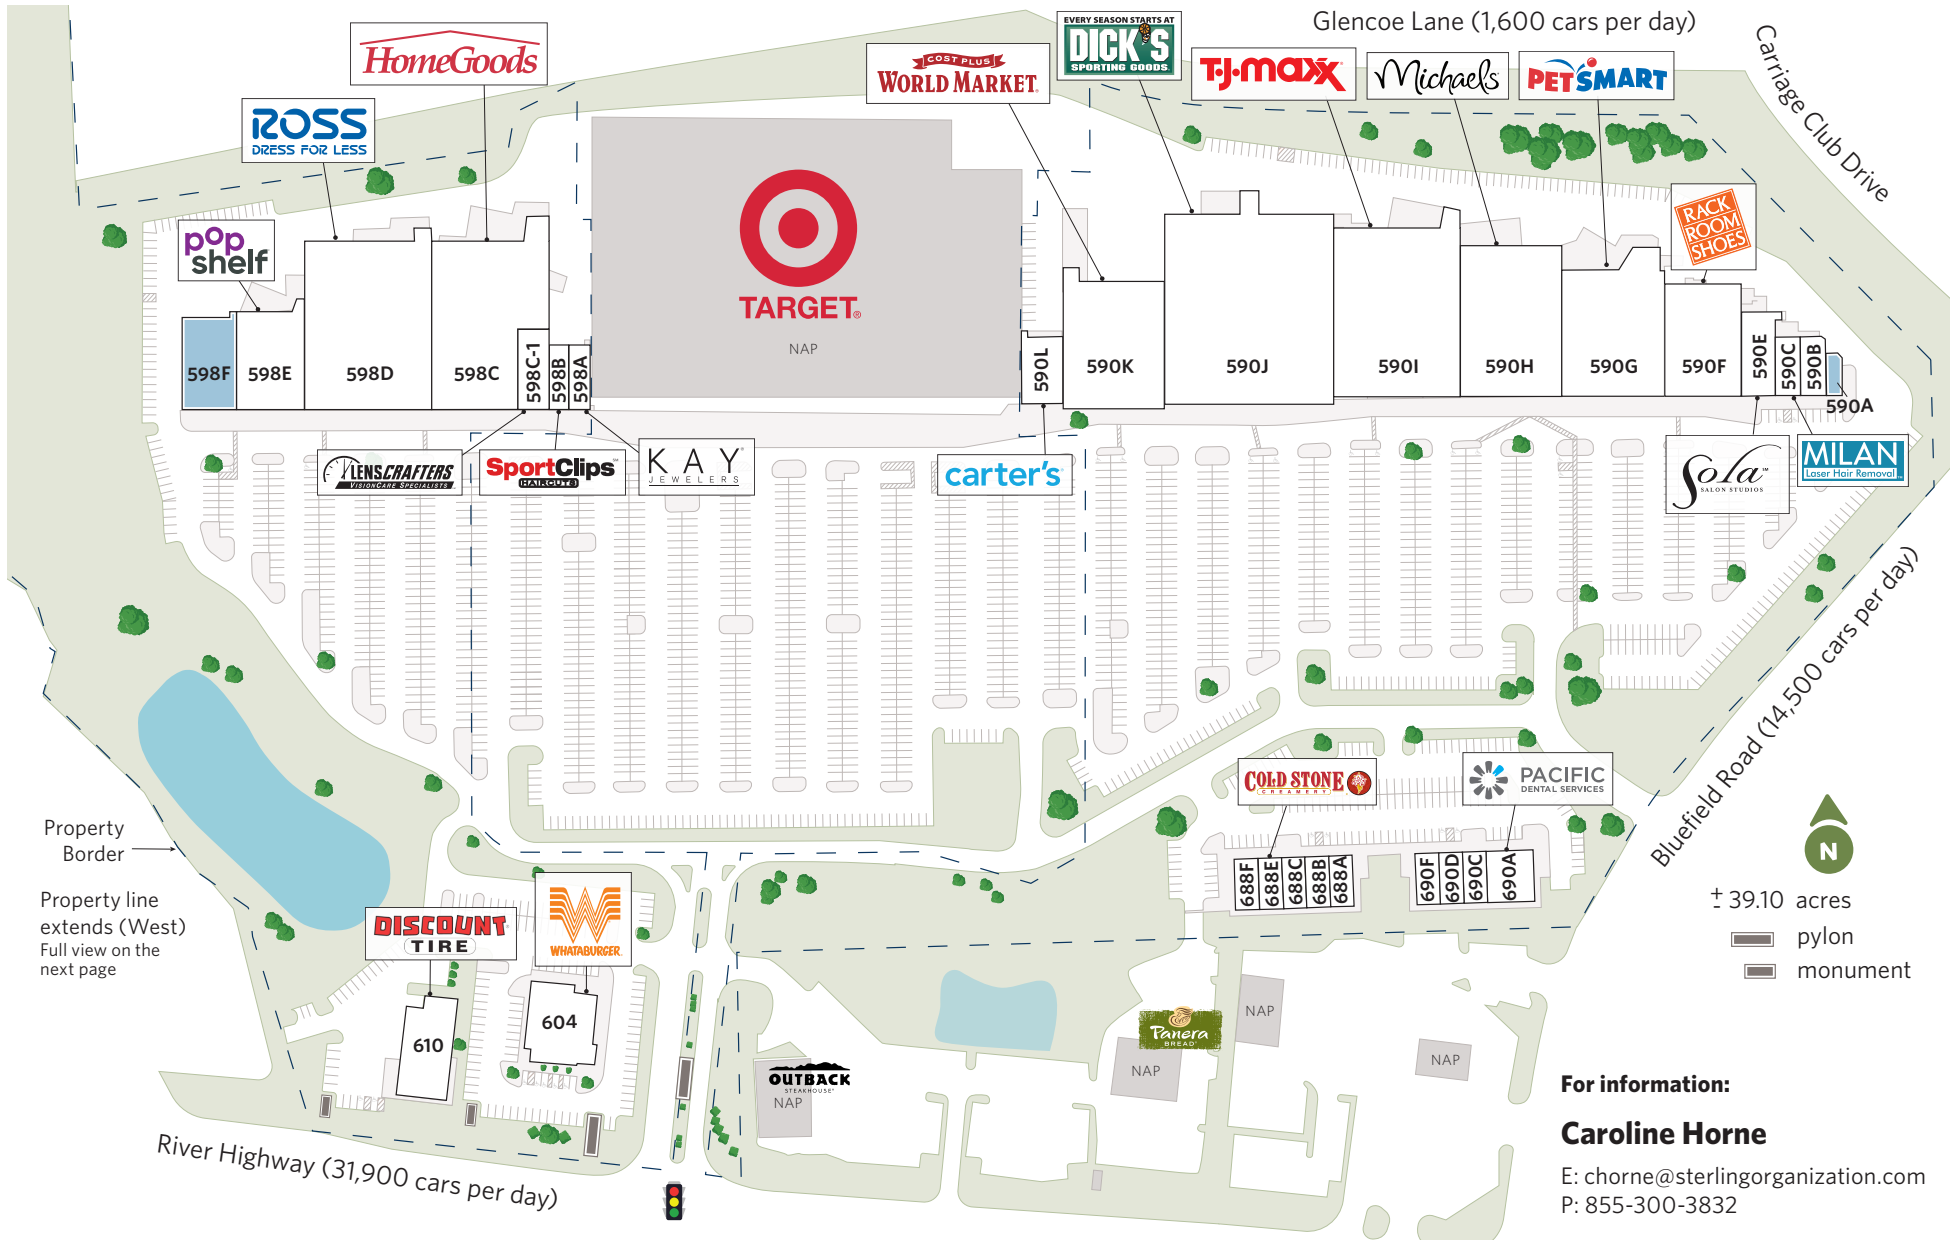 Glencoe Lane (1,600 cars per day)
Carriage Club Drive
EVERY SEASON STARTS AT
DICK'S
SPORTING GOODS
HomeGoods
COST PLUS
WORLD MARKET
T·J·maxx
Michaels
PETSMART
ROSS
DRESS FOR LESS
RACK
ROOM
SHOES
pop
shelf
TARGET
NAP
598F
598E
598D
598C
598C-1
598B
598A
590L
590K
590J
590I
590H
590G
590F
590E
590C
590B
590A
LENSCRAFTERS
VISIONCARE SPECIALISTS
SportClips
HAIRCUTS
KAY
JEWELERS
carter's
Sola
SALON STUDIOS
MILAN
Laser Hair Removal
Bluefield Road (14,500 cars per day)
COLD STONE
CREAMERY
PACIFIC
DENTAL SERVICES
688F
688E
688C
688B
688A
690F
690D
690C
690A
Property
Border
Property line
extends (West)
Full view on the
next page
DISCOUNT
TIRE
WHATABURGER
610
604
N
± 39.10 acres
pylon
monument
OUTBACK
STEAKHOUSE
NAP
Panera
BREAD
NAP
NAP
NAP
River Highway (31,900 cars per day)
For information:
Caroline Horne
E: chorne@sterlingorganization.com
P: 855-300-3832